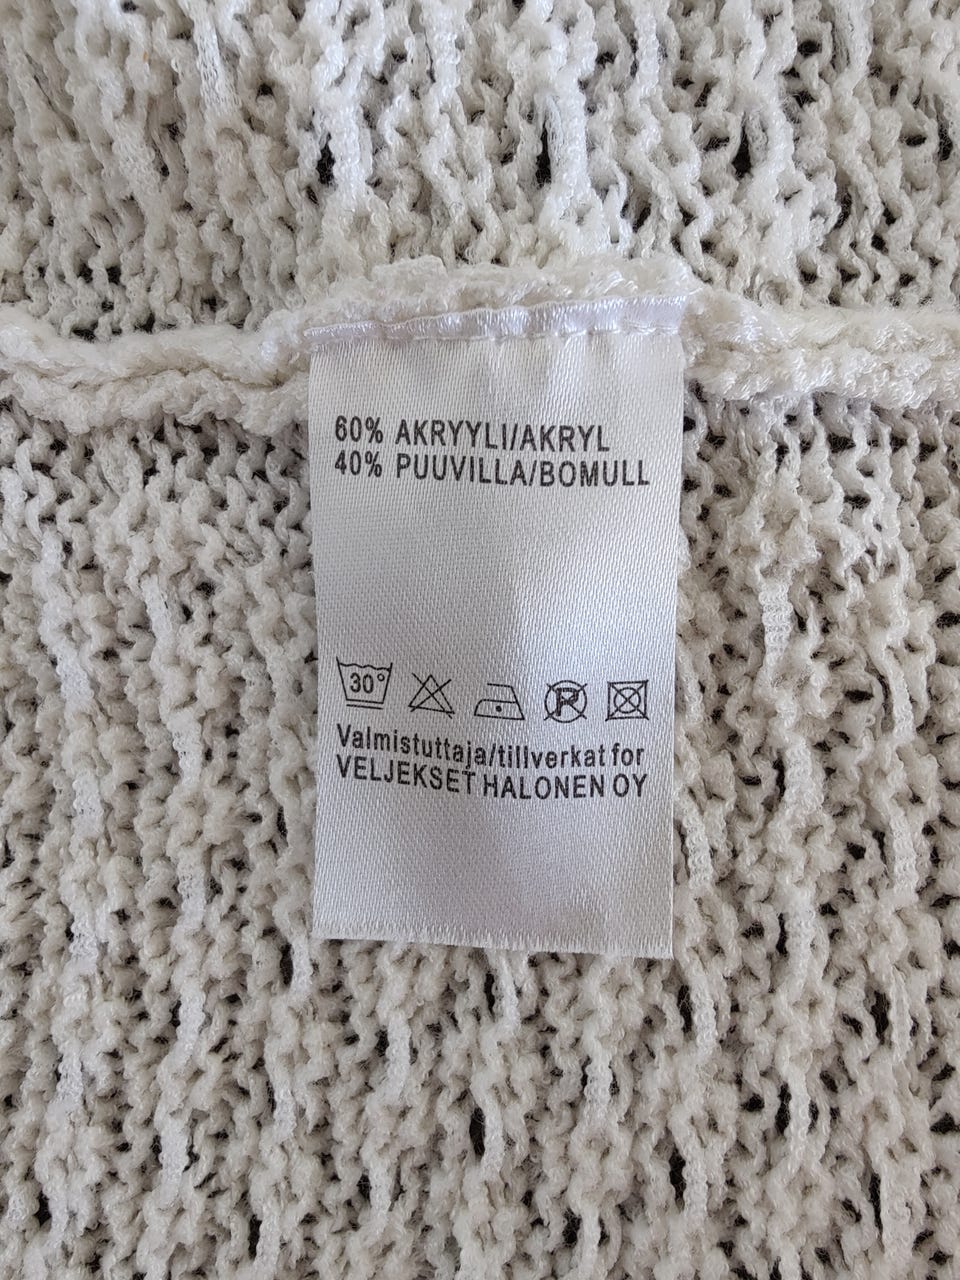 60% AKRYYLI/AKRYL
40% PUUVILLA/BOMULL
30°
P
Valmistuttaja/tillverkat for
VELJEKSET HALONEN OY